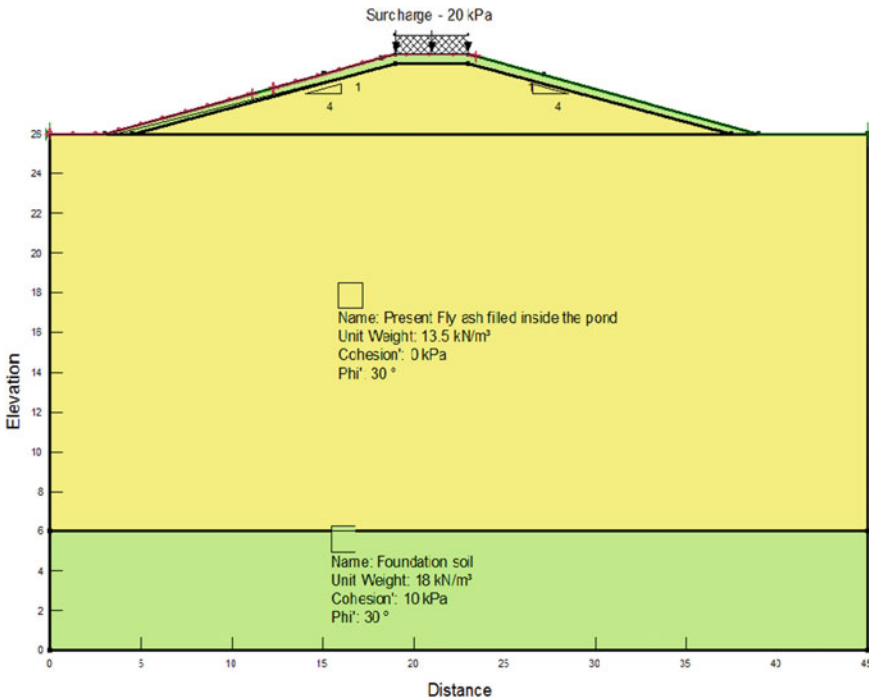 Surcharge - 20 kPa
1
4
1
4
26
24
22
20
18
16
14
12
10
8
6
4
2
0
Elevation
Name: Present Fly ash filled inside the pond
Unit Weight: 13.5 kN/m³
Cohesion': 0 kPa
Phi': 30 °
Name: Foundation soil
Unit Weight: 18 kN/m³
Cohesion': 10 kPa
Phi': 30 °
0 5 10 15 20 25 30 35 40 45
Distance